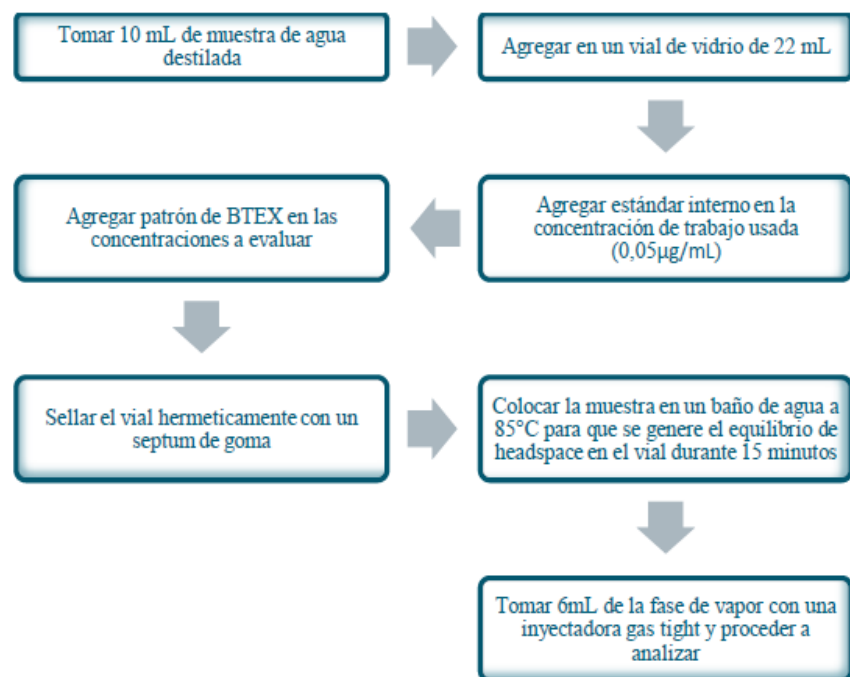 Tomar 10 mL de muestra de agua
destilada
Agregar en un vial de vidrio de 22 mL
Agregar estándar interno en la
concentración de trabajo usada
(0,05µg/mL)
Agregar patrón de BTEX en las
concentraciones a evaluar
Sellar el vial hermeticamente con un
septum de goma
Colocar la muestra en un baño de agua a
85°C para que se genere el equilibrio de
headspace en el vial durante 15 minutos
Tomar 6mL de la fase de vapor con una
inyectadora gas tight y proceder a
analizar